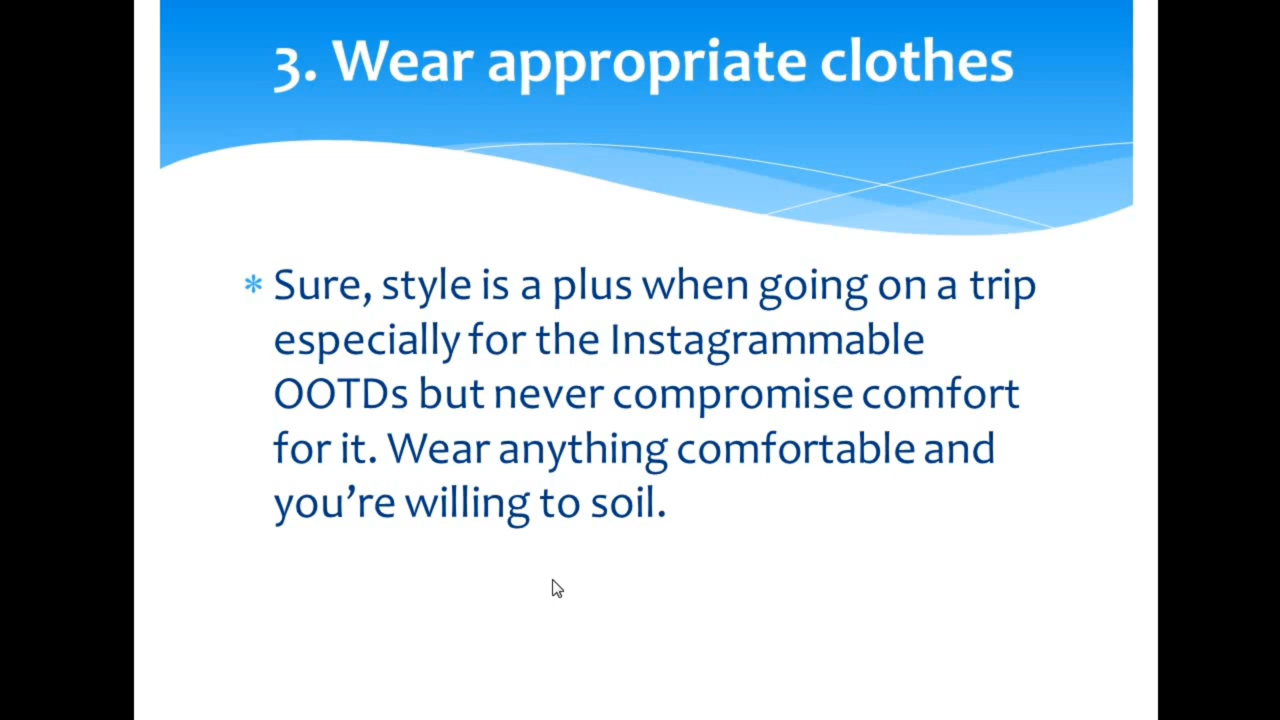 3. Wear appropriate clothes
* Sure, style is a plus when going on a trip
especially for the Instagrammable
OOTDs but never compromise comfort
for it. Wear anything comfortable and
you're willing to soil.